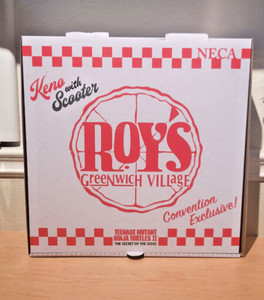 NECA
Keno with
Scooter
ROY'S
GREENWICH VILLAGE
Convention
Exclusive!
TEENAGE MUTANT
NINJA TURTLES II
THE SECRET OF THE OOZE